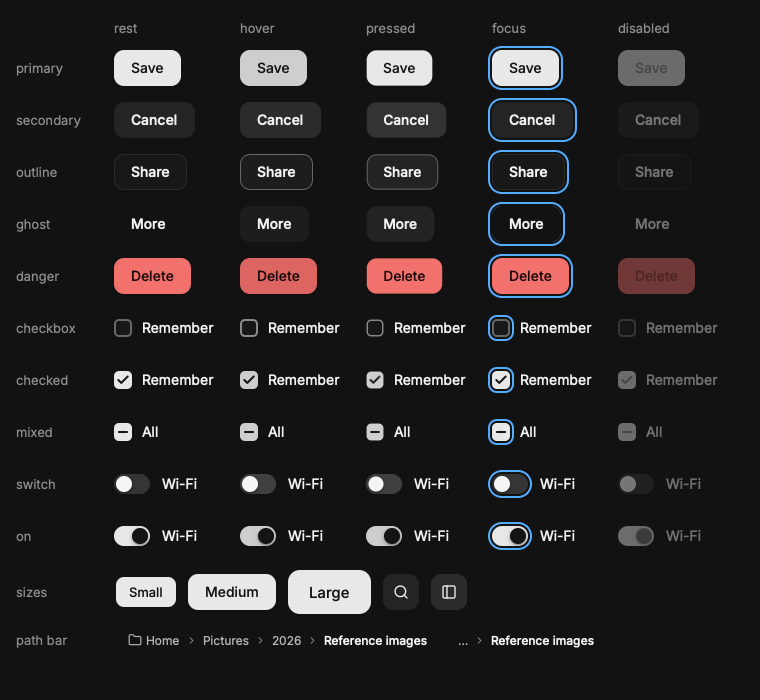 rest hover pressed focus disabled
primary Save Save Save Save Save
secondary Cancel Cancel Cancel Cancel Cancel
outline Share Share Share Share Share
ghost More More More More More
danger Delete Delete Delete Delete Delete
checkbox Remember Remember Remember Remember Remember
checked Remember Remember Remember Remember Remember
mixed All All All All All
switch Wi-Fi Wi-Fi Wi-Fi Wi-Fi Wi-Fi
on Wi-Fi Wi-Fi Wi-Fi Wi-Fi Wi-Fi
sizes Small Medium Large
path bar Home > Pictures > 2026 > Reference images ... > Reference images